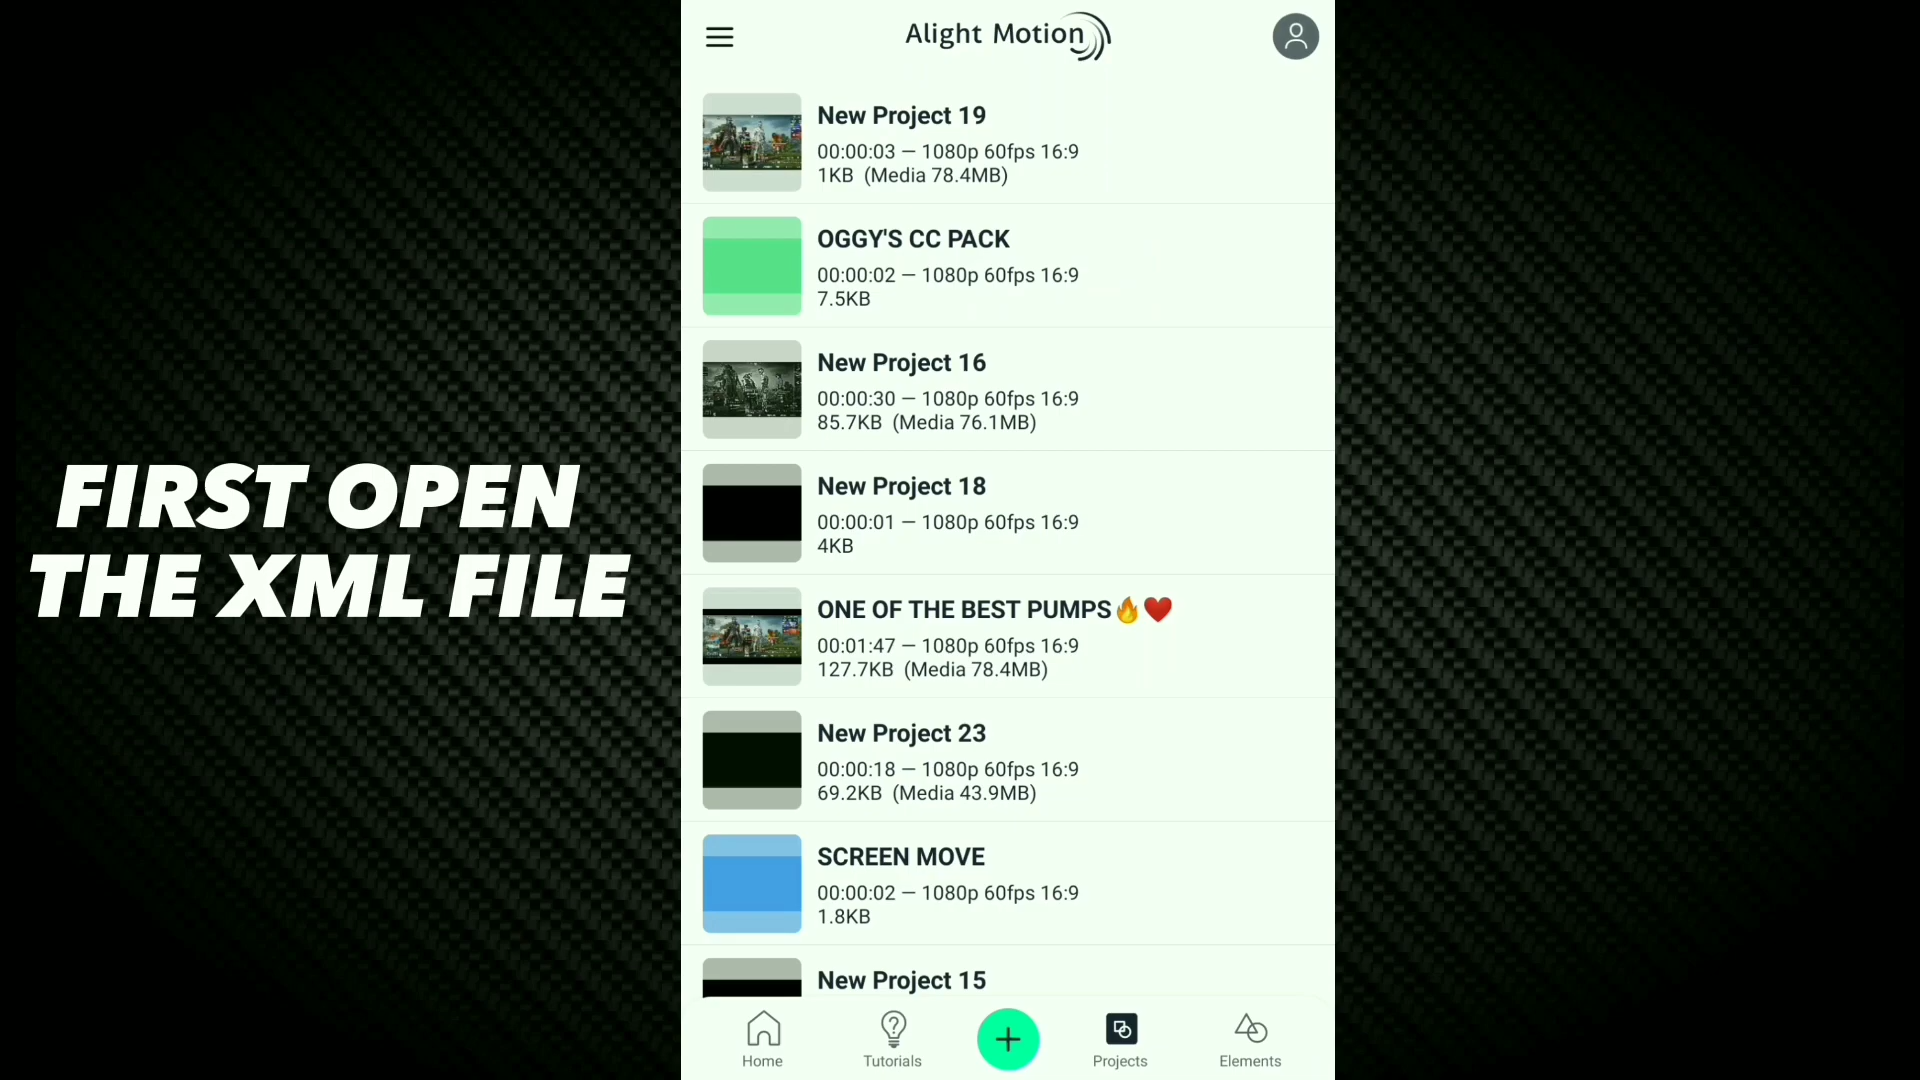 Alight Motion
New Project 19
00:00:03 — 1080p 60fps 16:9
1KB (Media 78.4MB)
OGGY'S CC PACK
00:00:02 — 1080p 60fps 16:9
7.5KB
New Project 16
00:00:30 — 1080p 60fps 16:9
85.7KB (Media 76.1MB)
FIRST OPEN
THE XML FILE
New Project 18
00:00:01 — 1080p 60fps 16:9
4KB
ONE OF THE BEST PUMPS🔥❤️
00:01:47 — 1080p 60fps 16:9
127.7KB (Media 78.4MB)
New Project 23
00:00:18 — 1080p 60fps 16:9
69.2KB (Media 43.9MB)
SCREEN MOVE
00:00:02 — 1080p 60fps 16:9
1.8KB
New Project 15
Home
Tutorials
Projects
Elements